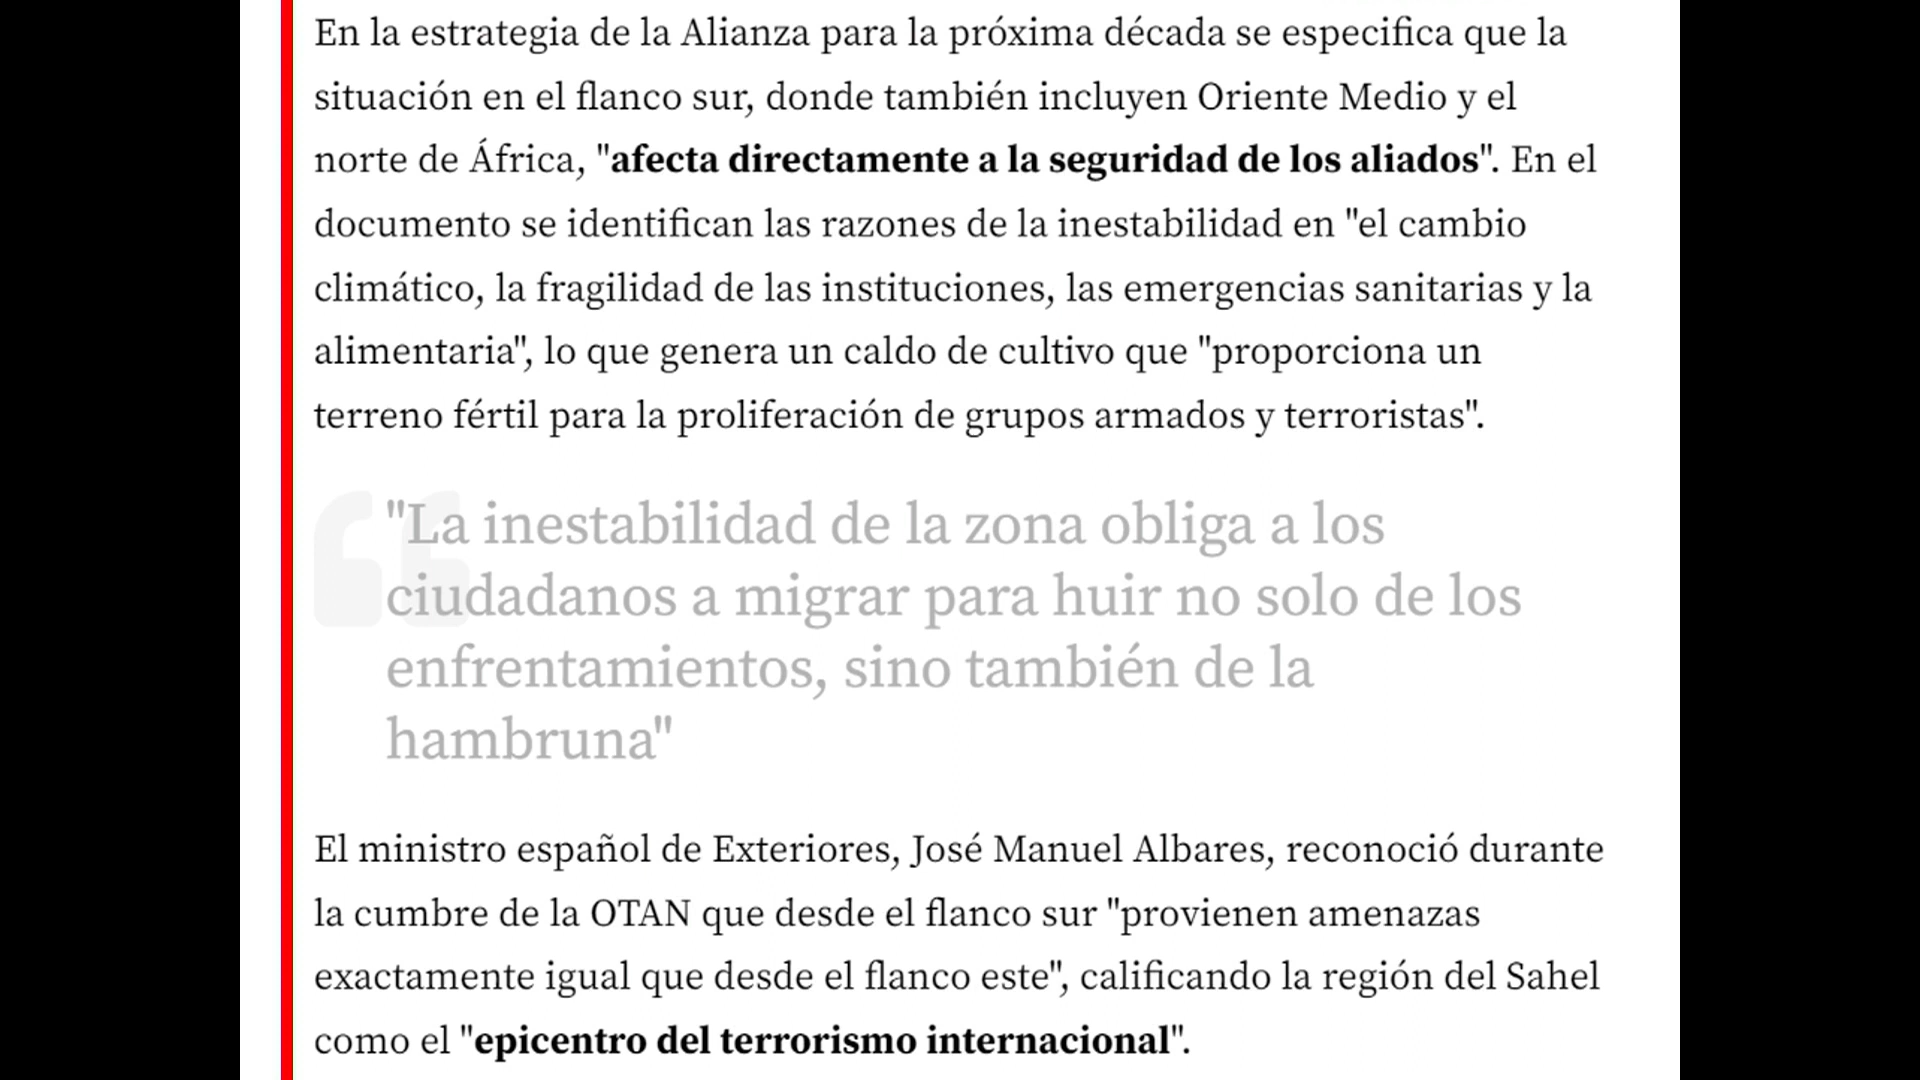 En la estrategia de la Alianza para la próxima década se especifica que la
situación en el flanco sur, donde también incluyen Oriente Medio y el
norte de África, "afecta directamente a la seguridad de los aliados". En el
documento se identifican las razones de la inestabilidad en "el cambio
climático, la fragilidad de las instituciones, las emergencias sanitarias y la
alimentaria", lo que genera un caldo de cultivo que "proporciona un
terreno fértil para la proliferación de grupos armados y terroristas".
"La inestabilidad de la zona obliga a los
ciudadanos a migrar para huir no solo de los
enfrentamientos, sino también de la
hambruna"
El ministro español de Exteriores, José Manuel Albares, reconoció durante
la cumbre de la OTAN que desde el flanco sur "provienen amenazas
exactamente igual que desde el flanco este", calificando la región del Sahel
como el "epicentro del terrorismo internacional".